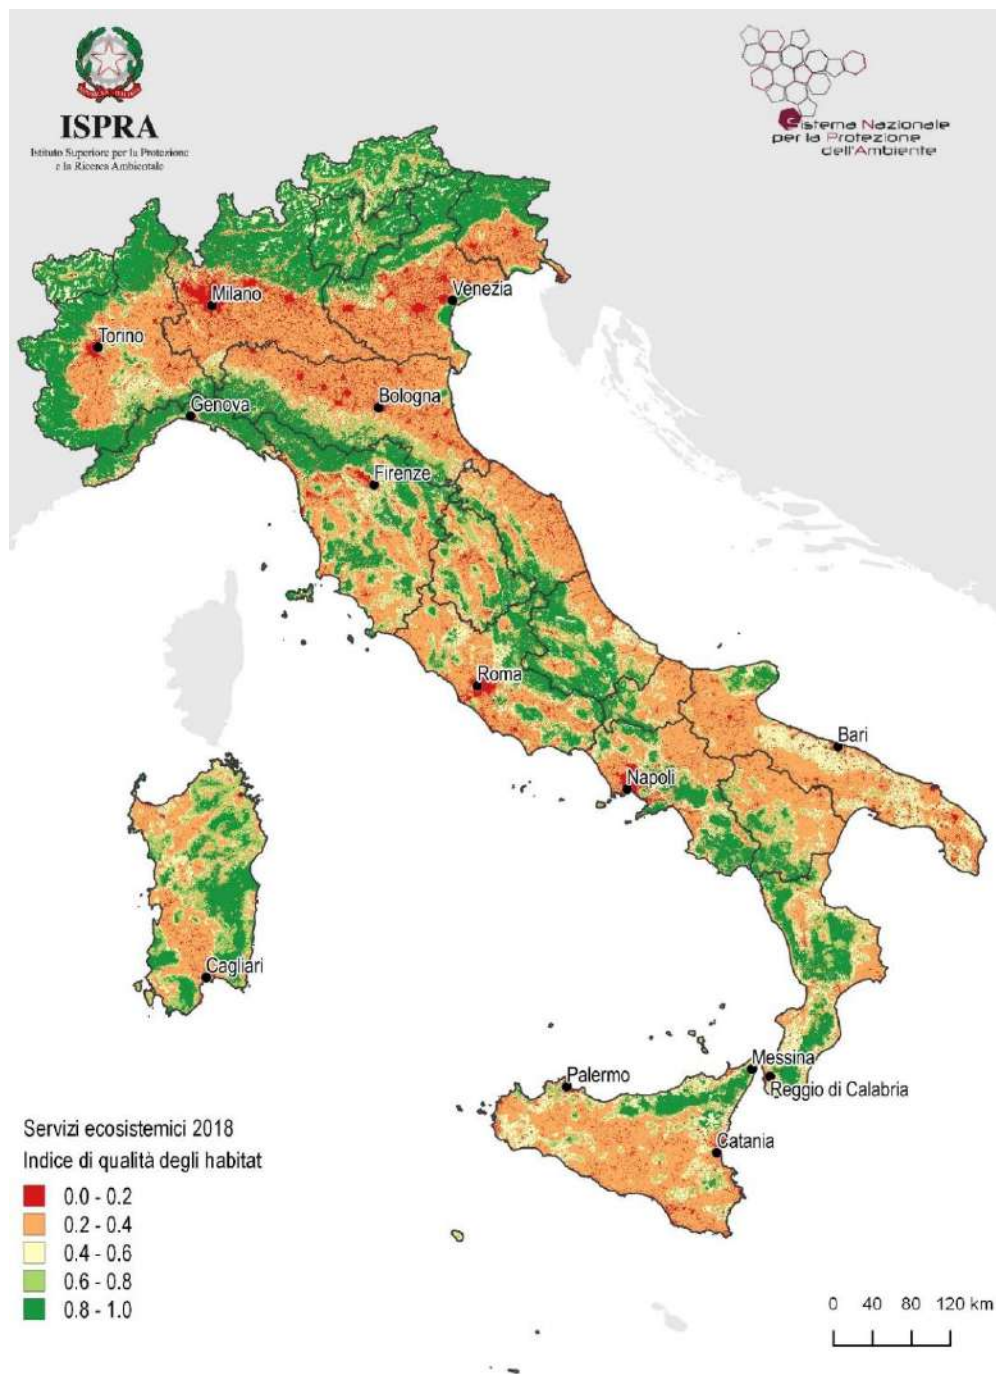 ISPRA
Istituto Superiore per la Protezione
e la Ricerca Ambientale
Sistema Nazionale
per la Protezione
dell'Ambiente
Milano
Venezia
Torino
Bologna
Genova
Firenze
Roma
Bari
Napoli
Cagliari
Messina
Palermo
Reggio di Calabria
Catania
Servizi ecosistemici 2018
Indice di qualità degli habitat
0.0 - 0.2
0.2 - 0.4
0.4 - 0.6
0.6 - 0.8
0.8 - 1.0
0 40 80 120 km